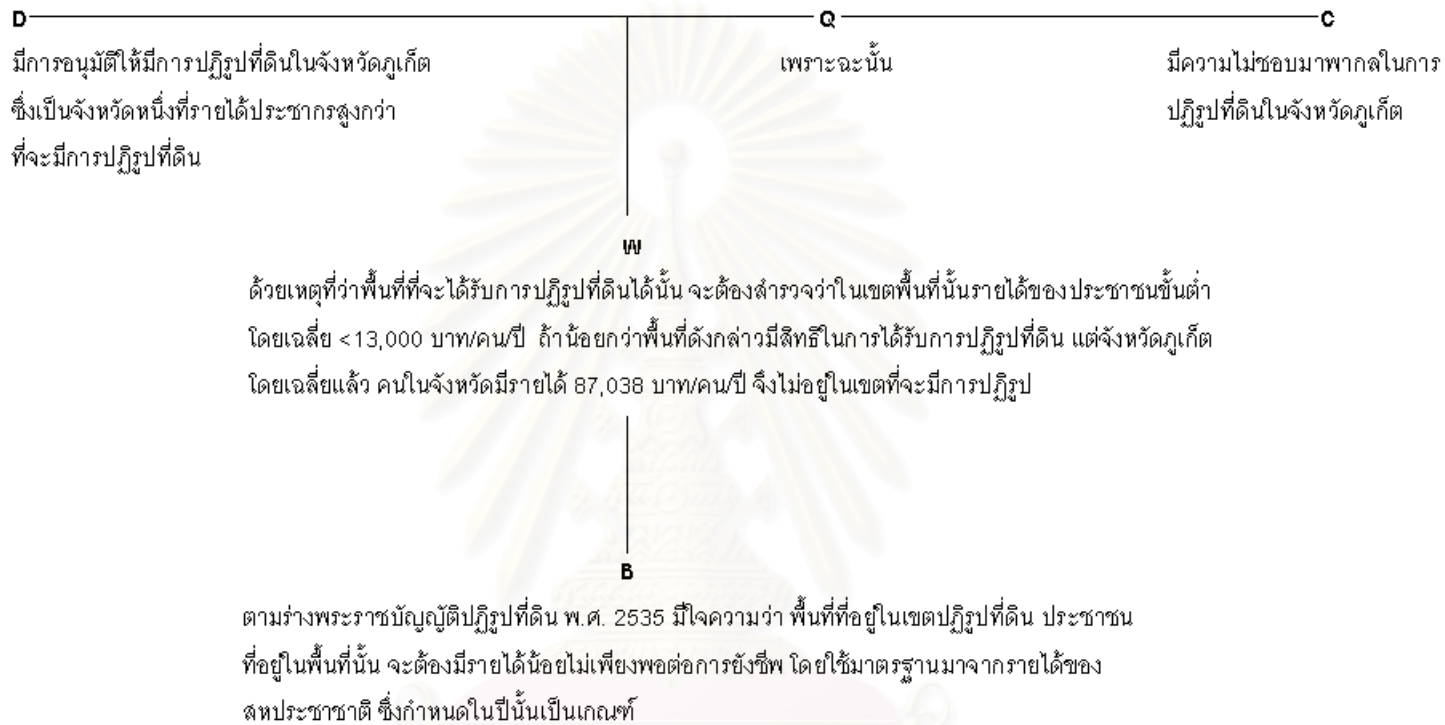 D Q C
มีการอนุมัติให้มีการปฏิรูปที่ดินในจังหวัดภูเก็ต เพราะฉะนั้น มีความไม่ชอบมาพากลในการ
ซึ่งเป็นจังหวัดหนึ่งที่รายได้ประชากรสูงกว่า ปฏิรูปที่ดินในจังหวัดภูเก็ต
ที่จะมีการปฏิรูปที่ดิน
W
ด้วยเหตุที่ว่าพื้นที่ที่จะได้รับการปฏิรูปที่ดินได้นั้น จะต้องสำรวจว่าในเขตพื้นที่นั้นรายได้ของประชาชนขั้นต่ำ
โดยเฉลี่ย <13,000 บาท/คน/ปี ถ้าน้อยกว่าพื้นที่ดังกล่าวมีสิทธิในการได้รับการปฏิรูปที่ดิน แต่จังหวัดภูเก็ต
โดยเฉลี่ยแล้ว คนในจังหวัดมีรายได้ 87,038 บาท/คน/ปี จึงไม่อยู่ในเขตที่จะมีการปฏิรูป
B
ตามร่างพระราชบัญญัติปฏิรูปที่ดิน พ.ศ. 2535 มีใจความว่า พื้นที่ที่อยู่ในเขตปฏิรูปที่ดิน ประชาชน
ที่อยู่ในพื้นที่นั้น จะต้องมีรายได้น้อยไม่เพียงพอต่อการยังชีพ โดยใช้มาตรฐานมาจากรายได้ของ
สหประชาชาติ ซึ่งกำหนดในปีนั้นเป็นเกณฑ์